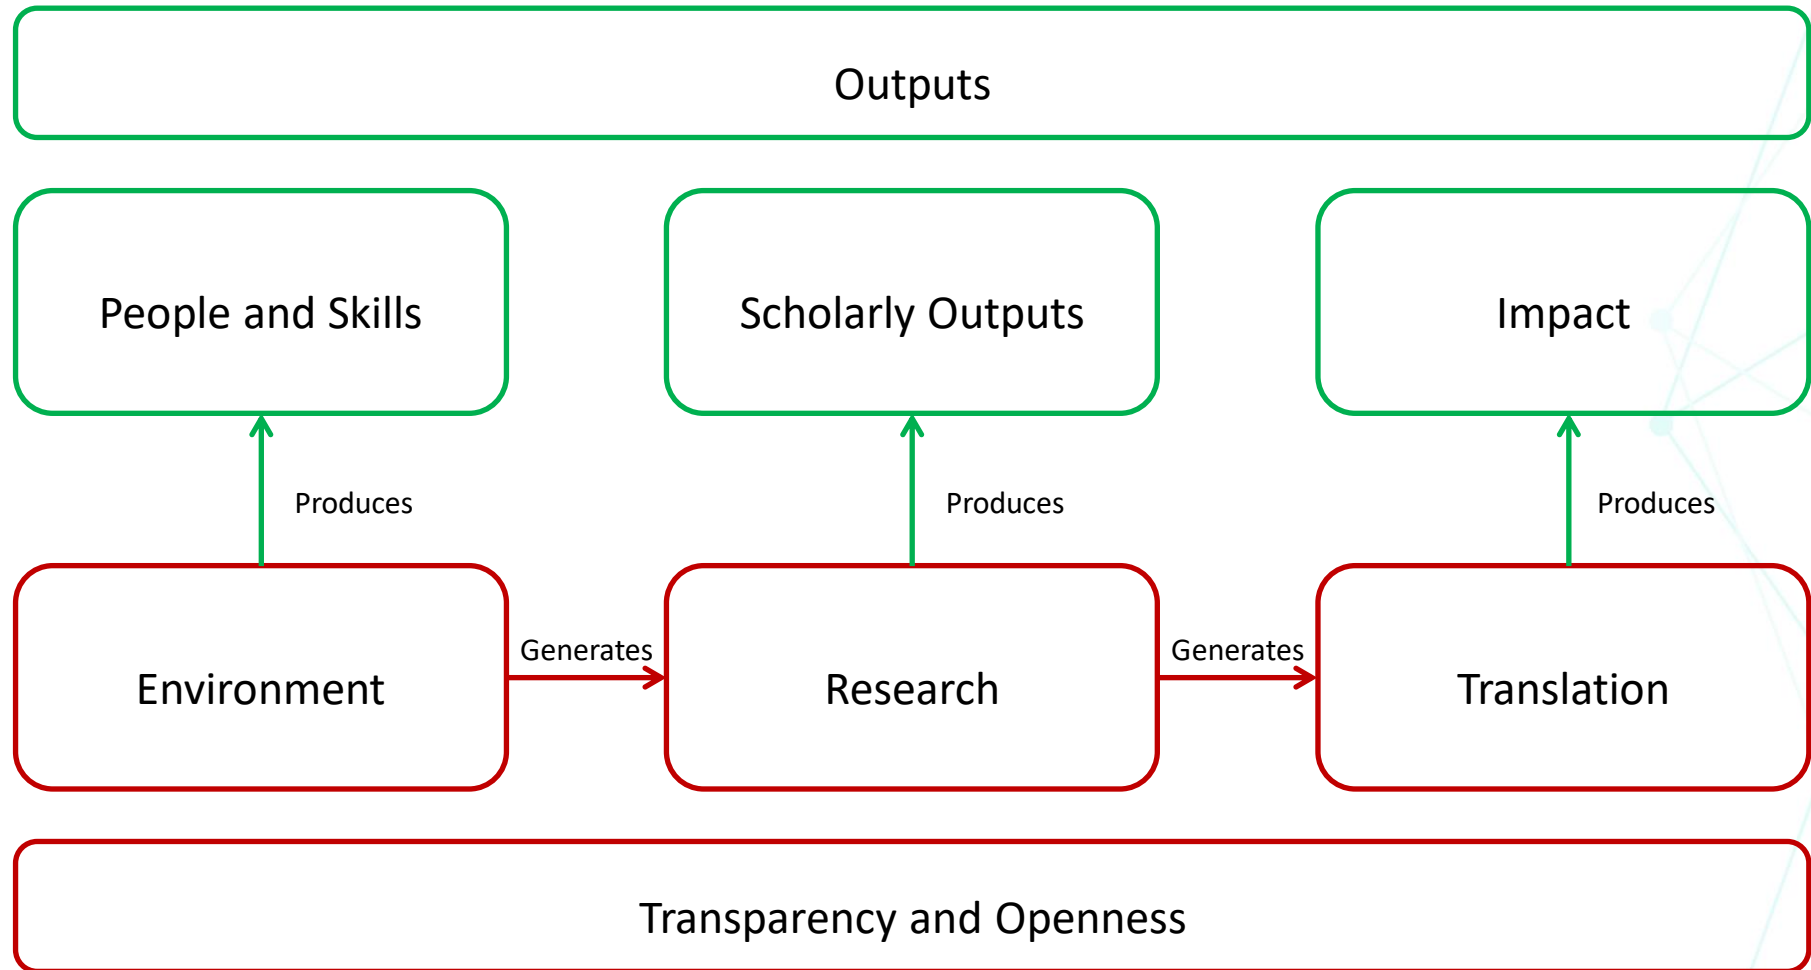 Outputs
People and Skills
Scholarly Outputs
Impact
Produces
Produces
Produces
Environment
Generates
Research
Generates
Translation
Transparency and Openness